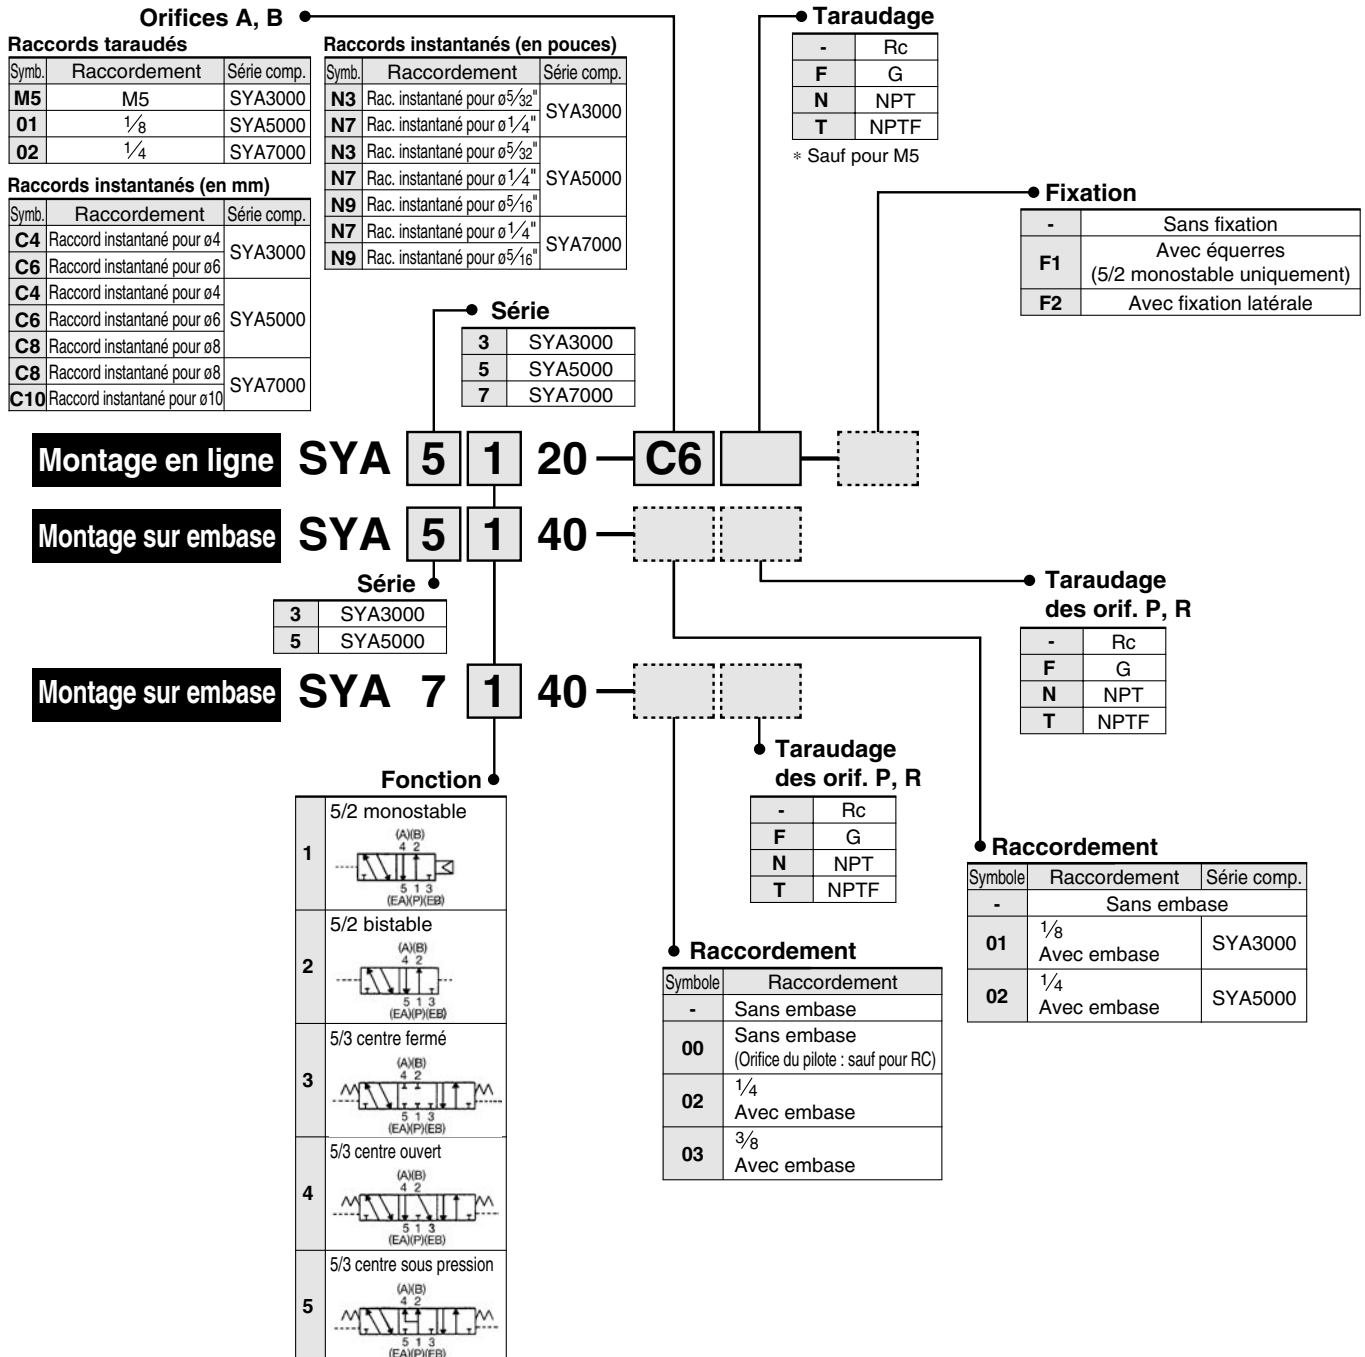 Orifices A, B
Raccords taraudés
Symb. Raccordement Série comp.
M5 M5 SYA3000
01 1/8 SYA5000
02 1/4 SYA7000
Raccords instantanés (en mm)
Symb. Raccordement Série comp.
C4 Raccord instantané pour ø4 SYA3000
C6 Raccord instantané pour ø6
C4 Raccord instantané pour ø4
C6 Raccord instantané pour ø6 SYA5000
C8 Raccord instantané pour ø8
C8 Raccord instantané pour ø8 SYA7000
C10 Raccord instantané pour ø10
Raccords instantanés (en pouces)
Symb. Raccordement Série comp.
N3 Rac. instantané pour ø5/32" SYA3000
N7 Rac. instantané pour ø1/4"
N3 Rac. instantané pour ø5/32"
N7 Rac. instantané pour ø1/4" SYA5000
N9 Rac. instantané pour ø5/16"
N7 Rac. instantané pour ø1/4" SYA7000
N9 Rac. instantané pour ø5/16"
Taraudage
- Rc
F G
N NPT
T NPTF
* Sauf pour M5
Fixation
- Sans fixation
F1 Avec équerres
(5/2 monostable uniquement)
F2 Avec fixation latérale
Série
3 SYA3000
5 SYA5000
7 SYA7000
Montage en ligne SYA 5 1 20 — C6 —
Montage sur embase SYA 5 1 40 —
Série
3 SYA3000
5 SYA5000
Montage sur embase SYA 7 1 40 —
Taraudage
des orif. P, R
- Rc
F G
N NPT
T NPTF
Taraudage
des orif. P, R
- Rc
F G
N NPT
T NPTF
Raccordement
Symbole Raccordement Série comp.
- Sans embase
01 1/8
Avec embase SYA3000
02 1/4
Avec embase SYA5000
Raccordement
Symbole Raccordement
- Sans embase
00 Sans embase
(Orifice du pilote : sauf pour RC)
02 1/4
Avec embase
03 3/8
Avec embase
Fonction
1 5/2 monostable
(A)(B)
4 2
5 1 3
(EA)(P)(EB)
2 5/2 bistable
(A)(B)
4 2
5 1 3
(EA)(P)(EB)
3 5/3 centre fermé
(A)(B)
4 2
5 1 3
(EA)(P)(EB)
4 5/3 centre ouvert
(A)(B)
4 2
5 1 3
(EA)(P)(EB)
5 5/3 centre sous pression
(A)(B)
4 2
5 1 3
(EA)(P)(EB)